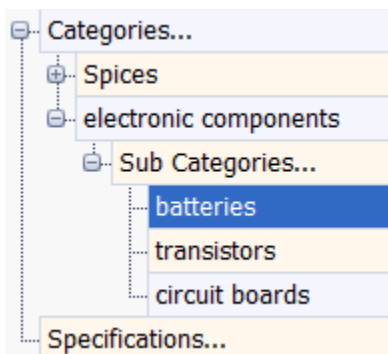 Categories...
Spices
electronic components
Sub Categories...
batteries
transistors
circuit boards
Specifications...